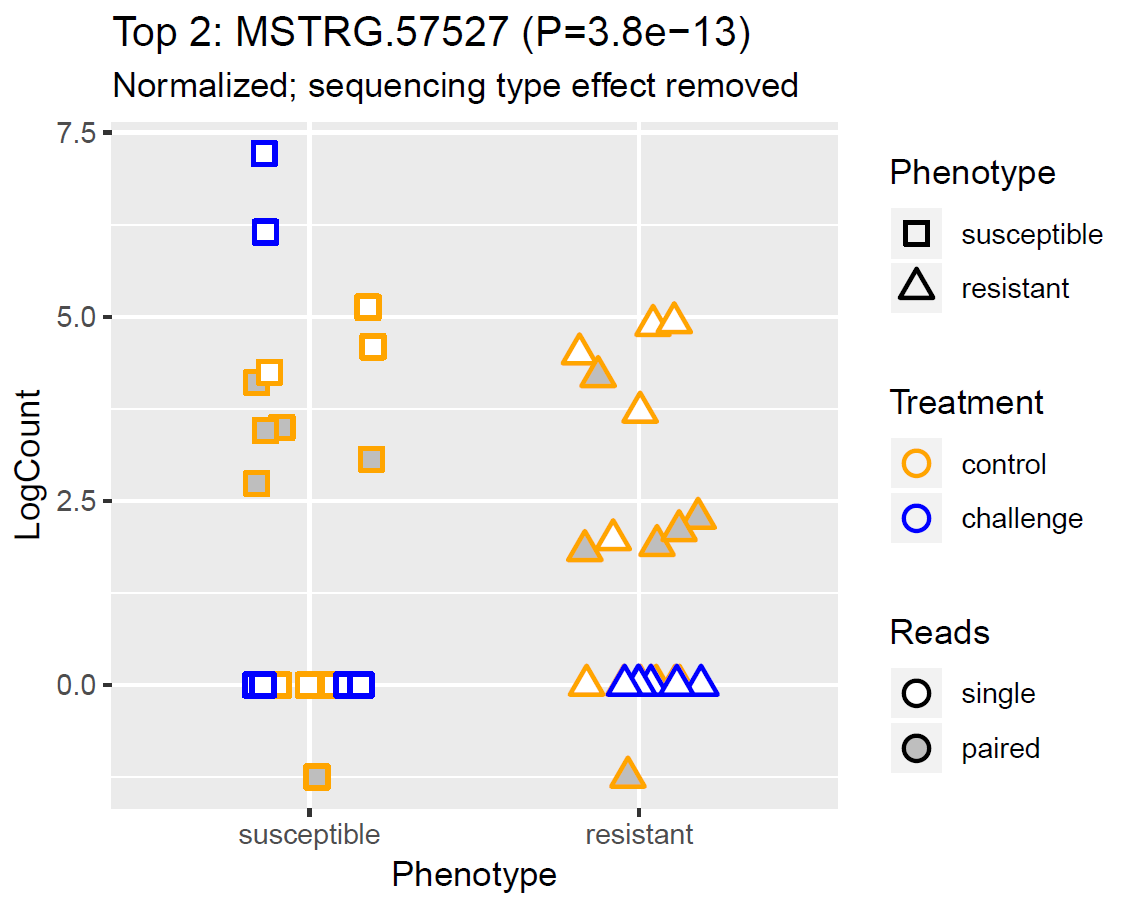 Top 2: MSTRG.57527 (P=3.8e−13)
Normalized; sequencing type effect removed
7.5
5.0
2.5
0.0
LogCount
susceptible
resistant
Phenotype
Phenotype
susceptible
resistant
Treatment
control
challenge
Reads
single
paired